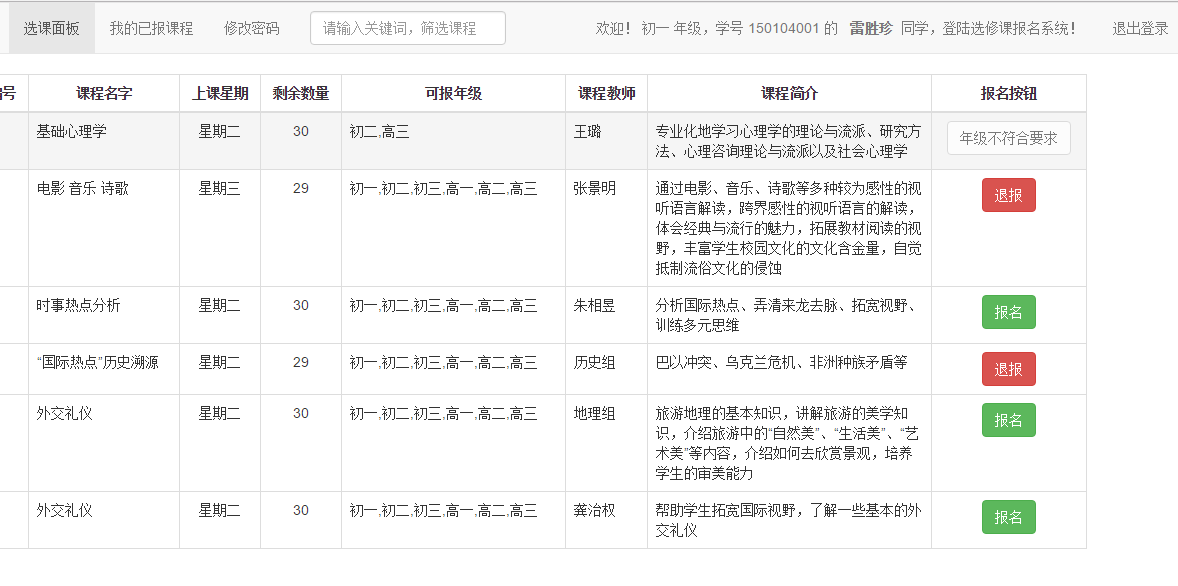 选课面板 我的已报课程 修改密码 请输入关键词，筛选课程 欢迎！ 初一 年级，学号 150104001 的 雷胜珍 同学，登陆选修课报名系统！ 退出登录
号 课程名字 上课星期 剩余数量 可报年级 课程教师 课程简介 报名按钮
基础心理学 星期二 30 初二,高三 王璐 专业化地学习心理学的理论与流派、研究方 年级不符合要求
法、心理咨询理论与流派以及社会心理学
电影 音乐 诗歌 星期三 29 初一,初二,初三,高一,高二,高三 张景明 通过电影、音乐、诗歌等多种较为感性的视 退报
听语言解读，跨界感性的视听语言的解读，
体会经典与流行的魅力，拓展教材阅读的视
野，丰富学生校园文化的文化含金量，自觉
抵制流俗文化的侵蚀
时事热点分析 星期二 30 初一,初二,初三,高一,高二,高三 朱相昱 分析国际热点、弄清来龙去脉、拓宽视野、 报名
训练多元思维
“国际热点”历史溯源 星期二 29 初一,初二,初三,高一,高二,高三 历史组 巴以冲突、乌克兰危机、非洲种族矛盾等 退报
外交礼仪 星期二 30 初一,初二,初三,高一,高二,高三 地理组 旅游地理的基本知识，讲解旅游的美学知 报名
识，介绍旅游中的“自然美”、“生活美”、“艺
术美”等内容，介绍如何去欣赏景观，培养
学生的审美能力
外交礼仪 星期二 30 初一,初二,初三,高一,高二,高三 龚治权 帮助学生拓宽国际视野，了解一些基本的外 报名
交礼仪